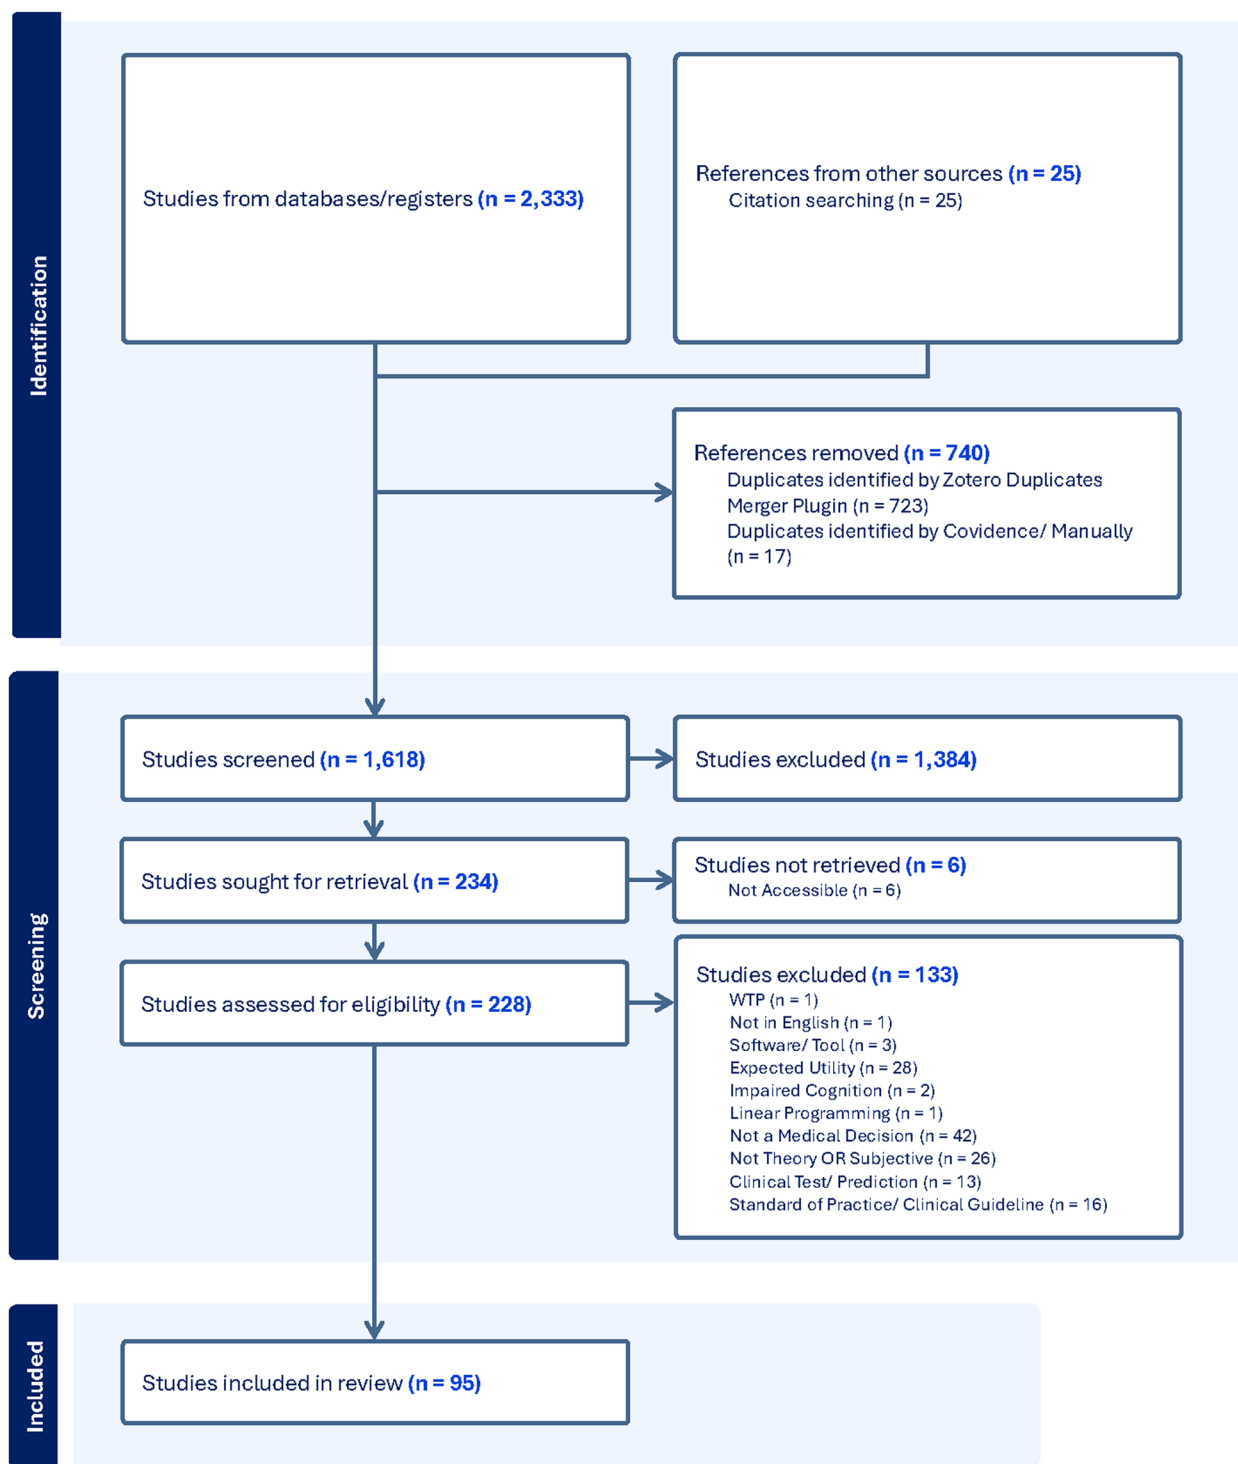 Identification
Studies from databases/registers (n = 2,333)
References from other sources (n = 25)
Citation searching (n = 25)
References removed (n = 740)
Duplicates identified by Zotero Duplicates
Merger Plugin (n = 723)
Duplicates identified by Covidence/ Manually
(n = 17)
Screening
Studies screened (n = 1,618)
Studies excluded (n = 1,384)
Studies sought for retrieval (n = 234)
Studies not retrieved (n = 6)
Not Accessible (n = 6)
Studies assessed for eligibility (n = 228)
Studies excluded (n = 133)
WTP (n = 1)
Not in English (n = 1)
Software/ Tool (n = 3)
Expected Utility (n = 28)
Impaired Cognition (n = 2)
Linear Programming (n = 1)
Not a Medical Decision (n = 42)
Not Theory OR Subjective (n = 26)
Clinical Test/ Prediction (n = 13)
Standard of Practice/ Clinical Guideline (n = 16)
Included
Studies included in review (n = 95)